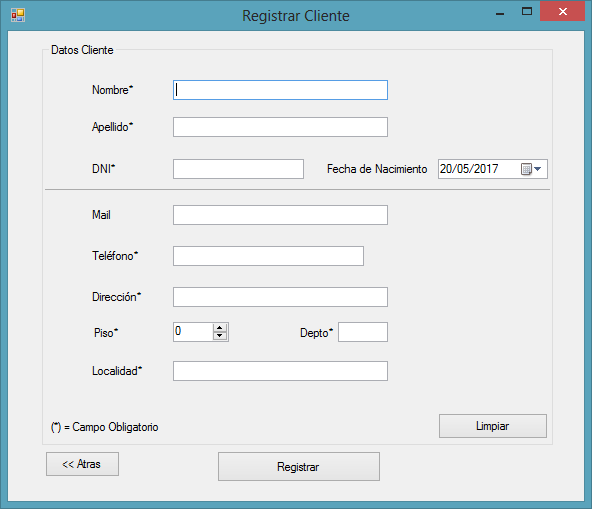 Registrar Cliente
Datos Cliente
Nombre*
Apellido*
DNI* Fecha de Nacimiento 20/05/2017
Mail
Teléfono*
Dirección*
Piso* 0 Depto*
Localidad*
(*) = Campo Obligatorio Limpiar
<< Atras Registrar